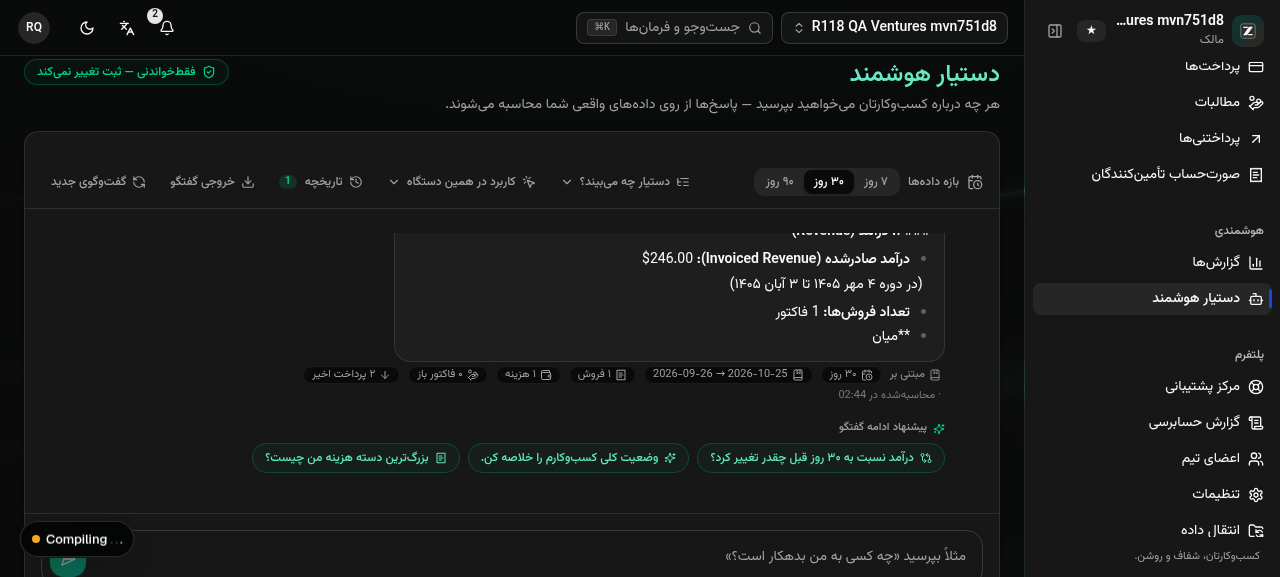 R118 QA Ventures mvn751d8
جست‌وجو و فرمان‌ها ⌘K
2
RQ
…ures mvn751d8
مالک
پرداخت‌ها
مطالبات
پرداختنی‌ها
صورت‌حساب تأمین‌کنندگان
هوشمندی
گزارش‌ها
دستیار هوشمند
پلتفرم
مرکز پشتیبانی
گزارش حسابرسی
اعضای تیم
تنظیمات
انتقال داده
کسب‌وکارتان، شفاف و روشن.
دستیار هوشمند
فقط‌خواندنی — ثبت تغییر نمی‌کند
هر چه درباره کسب‌وکارتان می‌خواهید بپرسید — پاسخ‌ها از روی داده‌های واقعی شما محاسبه می‌شوند.
بازه داده‌ها ۷ روز ۳۰ روز ۹۰ روز
دستیار چه می‌بیند؟ کاربرد در همین دستگاه تاریخچه 1 خروجی گفتگو گفت‌وگوی جدید
درآمد (Revenue)
درآمد صادرشده (Invoiced Revenue): $246.00
(در دوره ۴ مهر ۱۴۰۵ تا ۳ آبان ۱۴۰۵)
تعداد فروش‌ها: 1 فاکتور
**میان
مبتنی بر ۳۰ روز 2026-09-26 → 2026-10-25 ۱ فروش ۱ هزینه ۰ فاکتور باز ۲ پرداخت اخیر
· محاسبه‌شده در 02:44
پیشنهاد ادامه گفتگو
درآمد نسبت به ۳۰ روز قبل چقدر تغییر کرد؟ وضعیت کلی کسب‌وکارم را خلاصه کن. بزرگ‌ترین دسته هزینه من چیست؟
مثلاً بپرسید «چه کسی به من بدهکار است؟»
Compiling ...